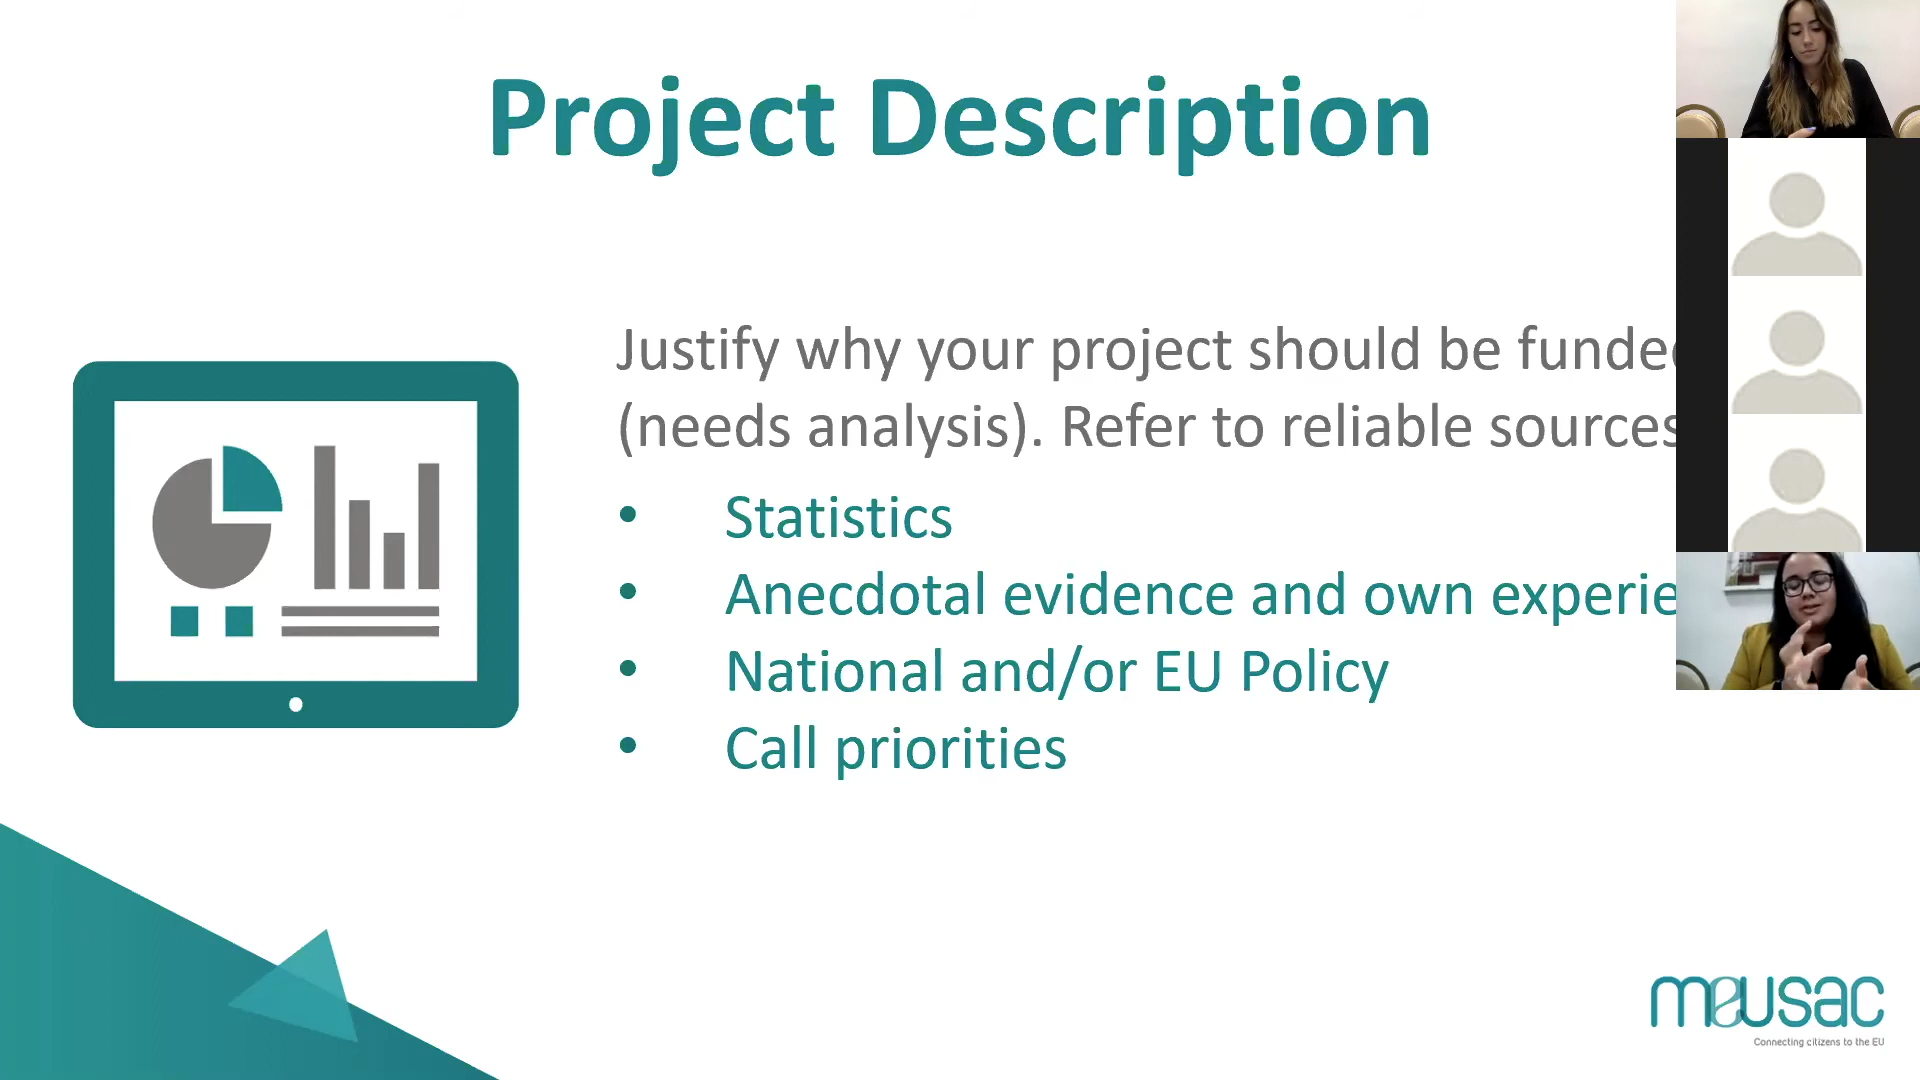 Project Description
Justify why your project should be funde
(needs analysis). Refer to reliable sources
• Statistics
• Anecdotal evidence and own experie
• National and/or EU Policy
• Call priorities
meusac
Connecting citizens to the EU